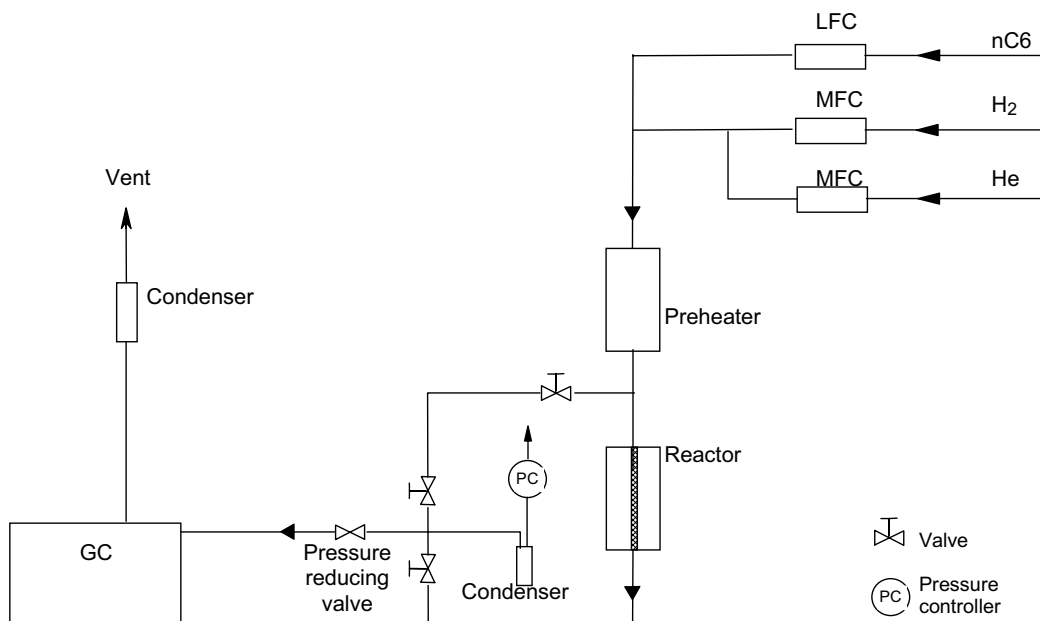 LFC
nC6
MFC
H2
MFC
He
Vent
Condenser
Preheater
Reactor
PC
GC
Pressure
reducing
valve
Condenser
Valve
PC
Pressure
controller